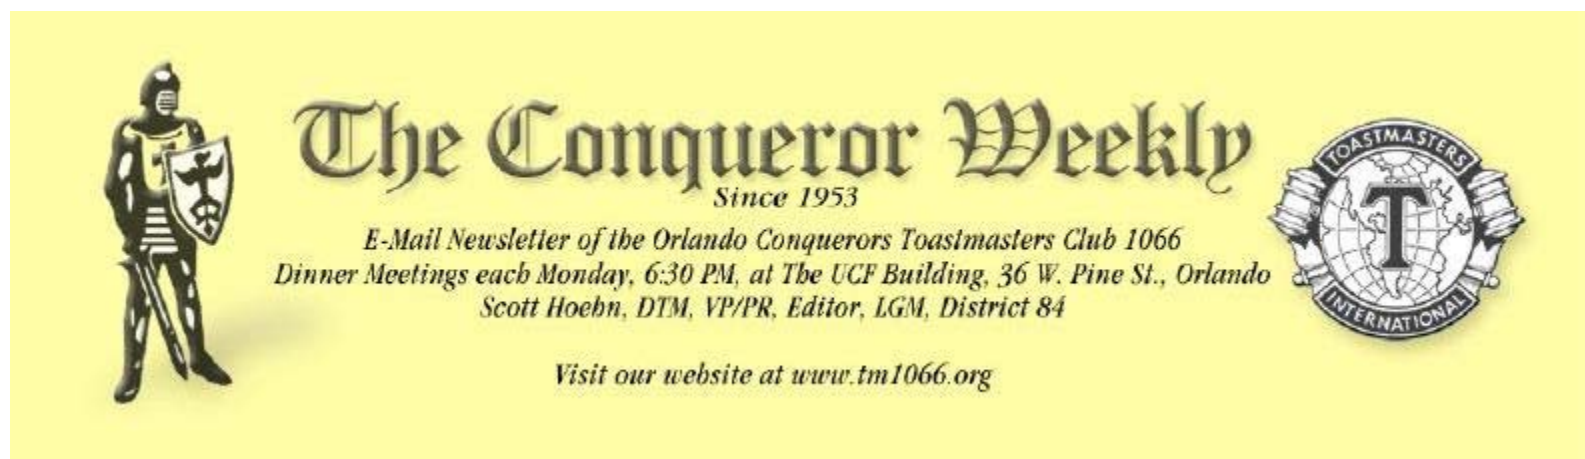 The Conqueror Weekly
Since 1953
E-Mail Newsletter of the Orlando Conquerors Toastmasters Club 1066
Dinner Meetings each Monday, 6:30 PM, at The UCF Building, 36 W. Pine St., Orlando
Scott Hoehn, DTM, VP/PR, Editor, LGM, District 84
Visit our website at www.tm1066.org
TOASTMASTERS
T
INTERNATIONAL